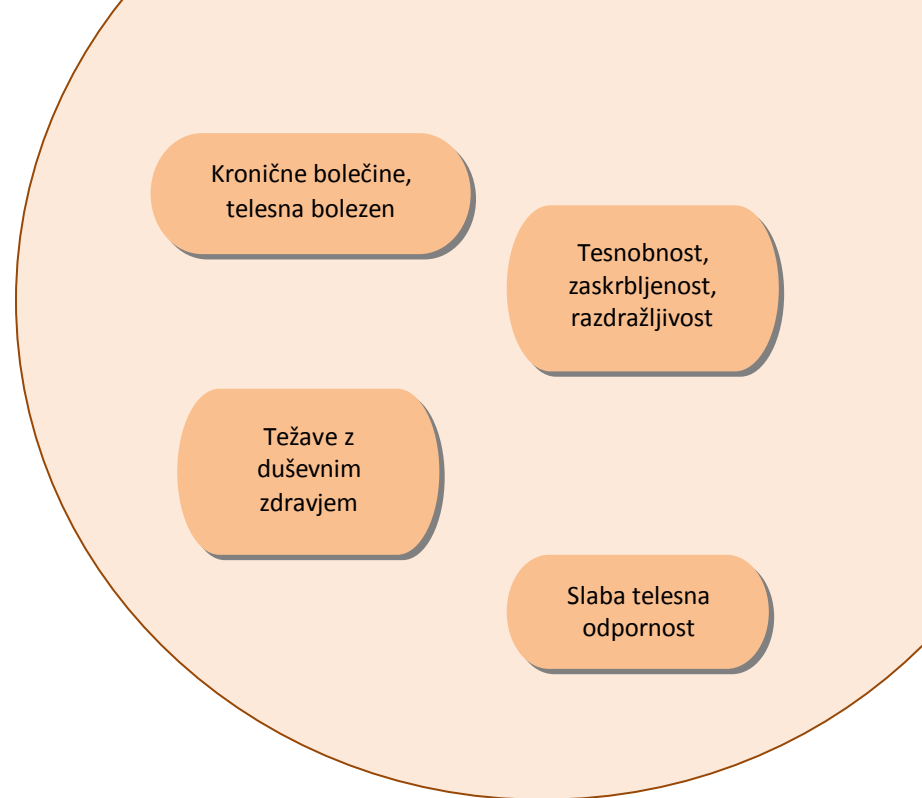 Kronične bolečine,
telesna bolezen
Tesnobnost,
zaskrbljenost,
razdražljivost
Težave z
duševnim
zdravjem
Slaba telesna
odpornost